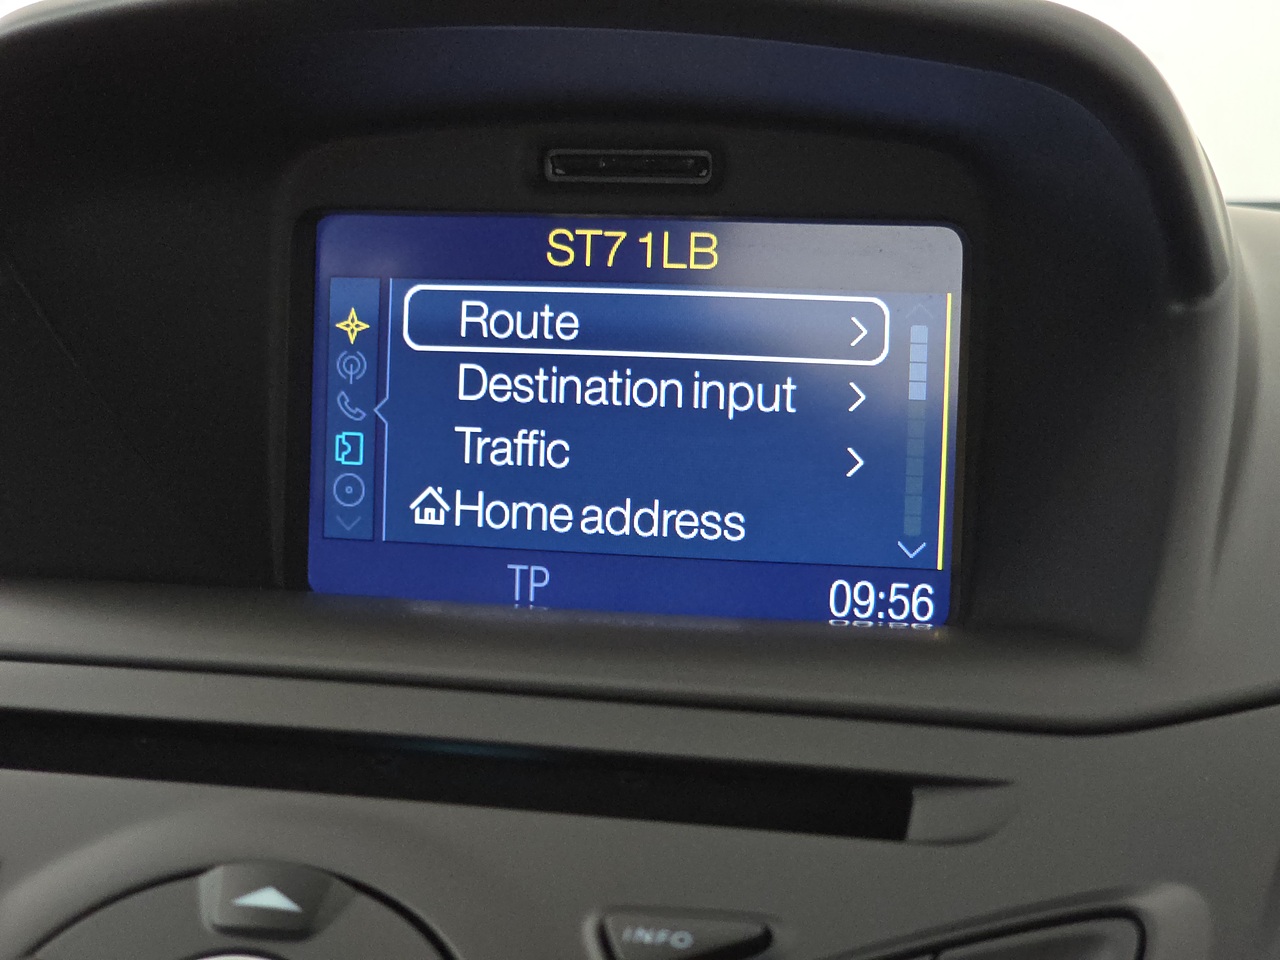 ST7 1LB
Route
Destination input
Traffic
Home address
TP
09:56
INFO